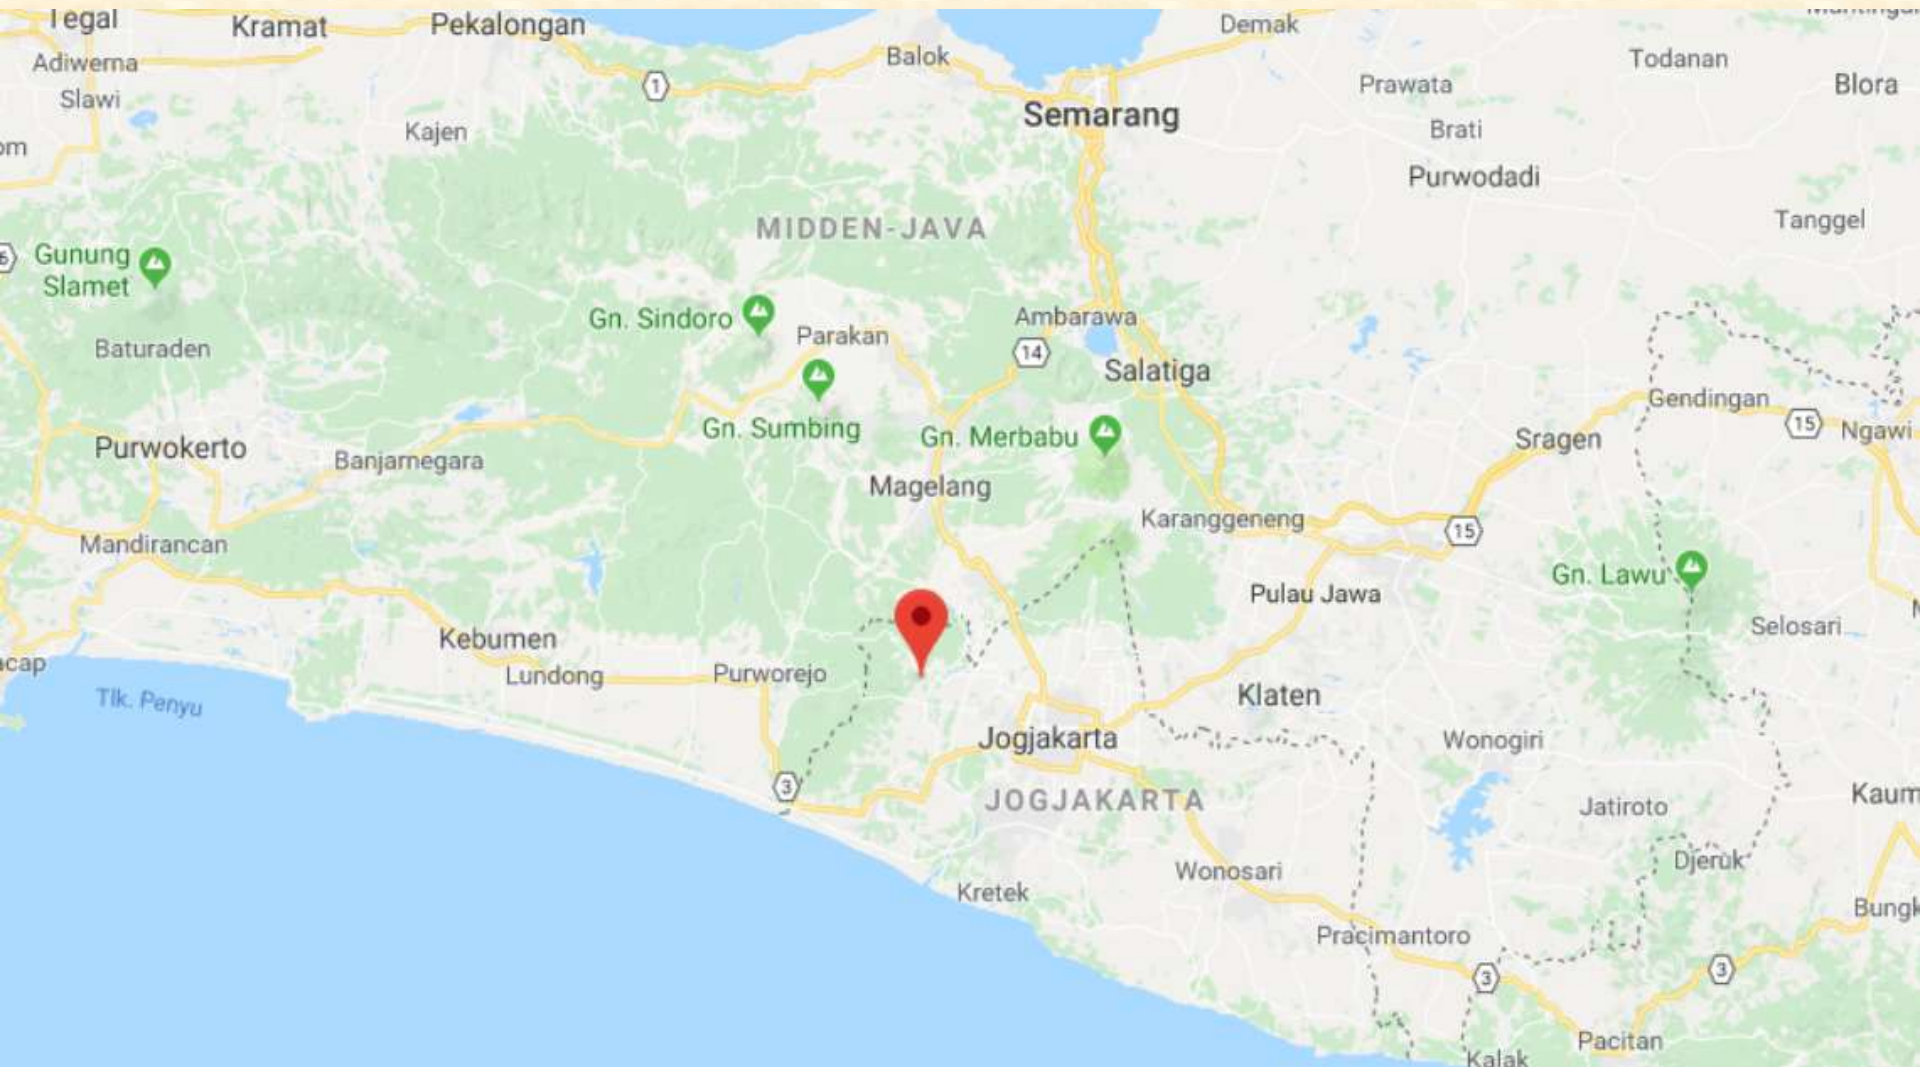 Tegal
Kramat
Pekalongan
Demak
Adiwerna
Balok
Todanan
1
Prawata
Blora
Slawi
Semarang
Kajen
Brati
Purwodadi
Tanggel
MIDDEN-JAVA
Gunung
Slamet
Gn. Sindoro
Parakan
Ambarawa
Baturaden
14
Salatiga
Gendingan
15
Ngawi
Gn. Sumbing
Gn. Merbabu
Sragen
Purwokerto
Banjarnegara
Magelang
Karanggeneng
15
Mandirancan
Gn. Lawu
Pulau Jawa
Selosari
Kebumen
acap
Lundong
Purworejo
Klaten
Tlk. Penyu
Jogjakarta
Wonogiri
3
JOGJAKARTA
Jatiroto
Kaum
Djeruk
Wonosari
Kretek
Bungk
Pracimantoro
3
3
Pacitan
Kalak